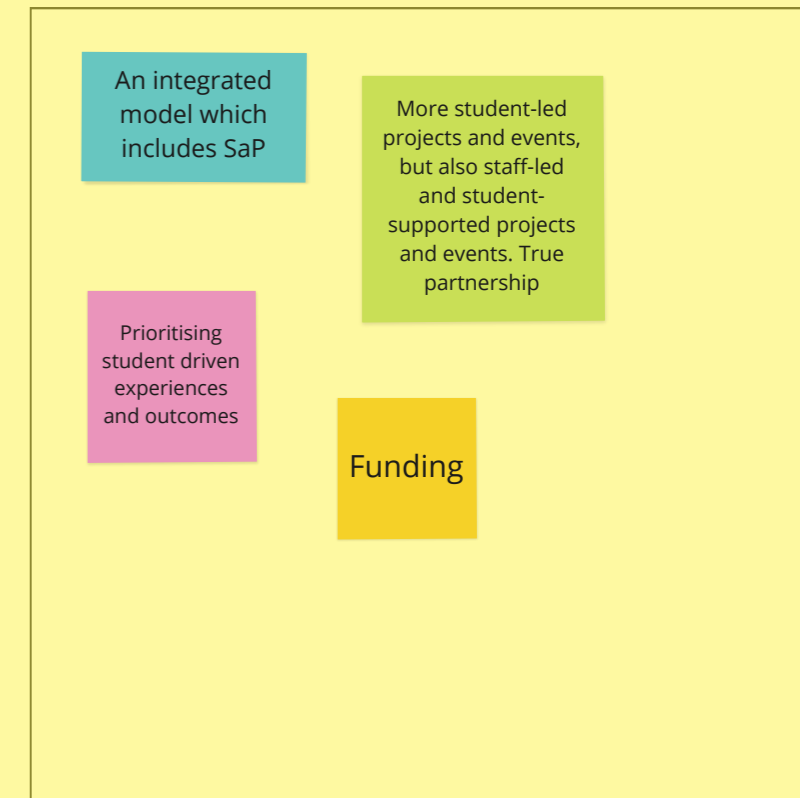 An integrated
model which
includes SaP
More student-led
projects and events,
but also staff-led
and student-
supported projects
and events. True
partnership
Prioritising
student driven
experiences
and outcomes
Funding